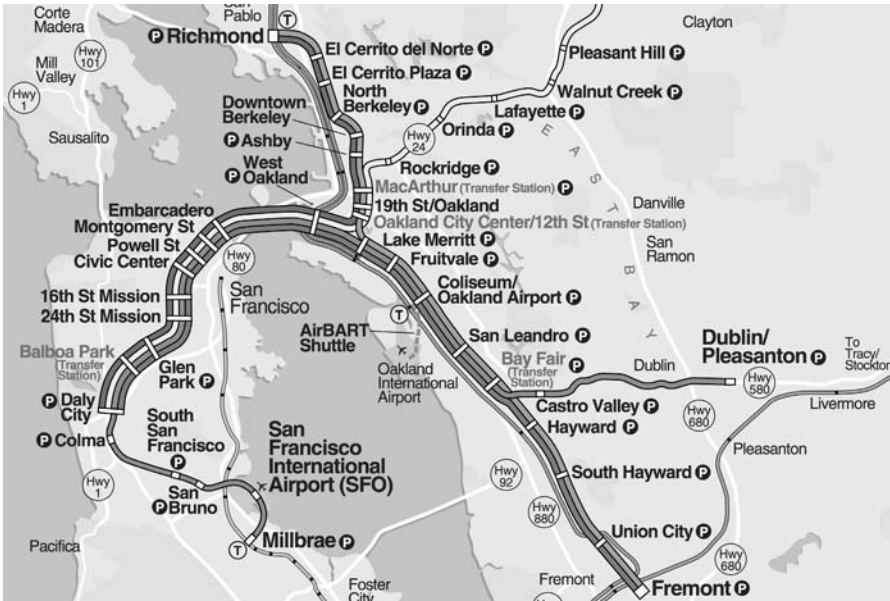 San
Pablo
Corte
Madera
Clayton
P Richmond
T
Hwy
101
Mill
Valley
Hwy
1
El Cerrito del Norte P
Pleasant Hill P
El Cerrito Plaza P
North
Berkeley P
Walnut Creek P
Lafayette P
Downtown
Berkeley
Sausalito
Orinda P
Hwy
24
P Ashby
West
P Oakland
Rockridge P
MacArthur (Transfer Station) P
19th St/Oakland
Oakland City Center/12th St (Transfer Station)
EAST BAY
Danville
San
Ramon
Embarcadero
Montgomery St
Powell St
Civic Center
Hwy
80
Lake Merritt P
Fruitvale P
16th St Mission
24th St Mission
San
Francisco
Coliseum/
Oakland Airport P
T
AirBART
Shuttle
San Leandro P
Balboa Park
(Transfer
Station)
Glen
Park P
Oakland
International
Airport
Bay Fair
(Transfer
Station)
P
Dublin
Dublin/
Pleasanton P
To
Tracy/
Stockton
Hwy
580
Livermore
P Daly
City
Castro Valley P
Hayward P
Hwy
680
P Colma
South
San
Francisco
P
San
Francisco
International
Airport (SFO)
Pleasanton
Hwy
1
San
P Bruno
Hwy
92
South Hayward P
Hwy
880
Pacifica
Millbrae P
T
Union City P
Hwy
680
Foster
City
Fremont
Fremont P
Hwy